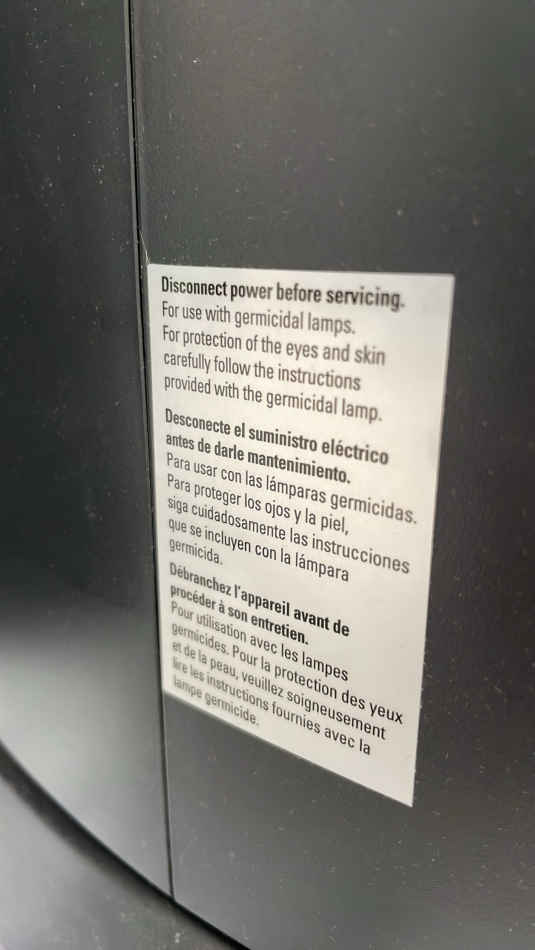 Disconnect power before servicing.
For use with germicidal lamps.
For protection of the eyes and skin
carefully follow the instructions
provided with the germicidal lamp.
Desconecte el suministro eléctrico
antes de darle mantenimiento.
Para usar con las lámparas germicidas.
Para proteger los ojos y la piel,
siga cuidadosamente las instrucciones
que se incluyen con la lámpara
germicida.
Débranchez l'appareil avant de
procéder à son entretien.
Pour utilisation avec les lampes
germicides. Pour la protection des yeux
et de la peau, veuillez soigneusement
lire les instructions fournies avec la
lampe germicide.